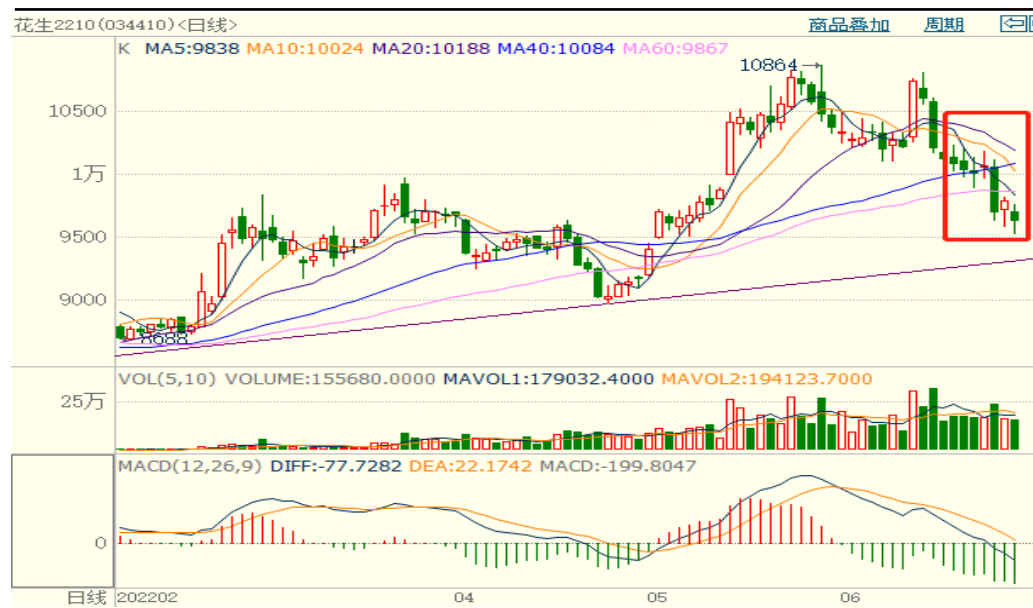 花生2210(034410)<日线> 商品叠加 周期
K MA5:9838 MA10:10024 MA20:10188 MA40:10084 MA60:9867
10864
10500
1万
9500
9000
8688
VOL(5,10) VOLUME:155680.0000 MAVOL1:179032.4000 MAVOL2:194123.7000
25万
MACD(12,26,9) DIFF:-77.7282 DEA:22.1742 MACD:-199.8047
0
日线 202202 04 05 06